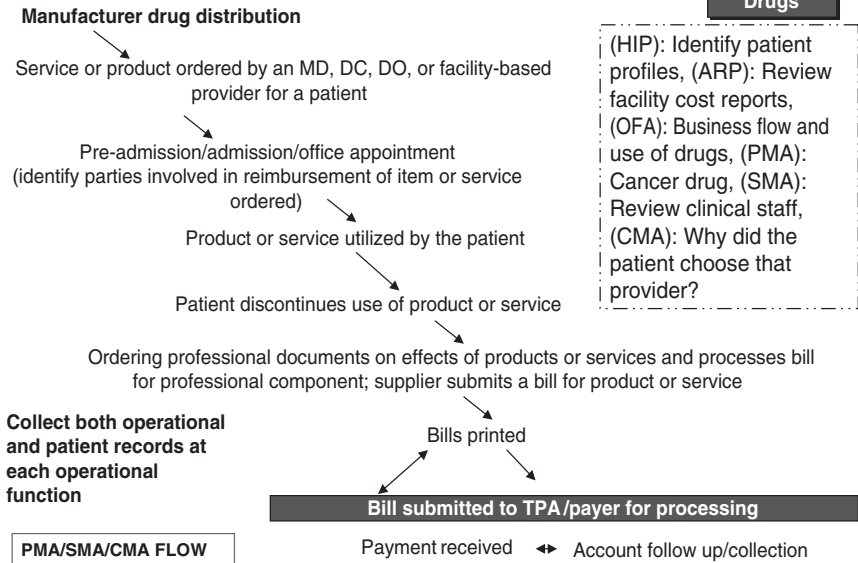 Drugs
Manufacturer drug distribution
Service or product ordered by an MD, DC, DO, or facility-based
provider for a patient
Pre-admission/admission/office appointment
(identify parties involved in reimbursement of item or service
ordered)
Product or service utilized by the patient
Patient discontinues use of product or service
Ordering professional documents on effects of products or services and processes bill
for professional component; supplier submits a bill for product or service
Bills printed
Bill submitted to TPA/payer for processing
Payment received
Account follow up/collection
(HIP): Identify patient
profiles, (ARP): Review
facility cost reports,
(OFA): Business flow and
use of drugs, (PMA):
Cancer drug, (SMA):
Review clinical staff,
(CMA): Why did the
patient choose that
provider?
Collect both operational
and patient records at
each operational
function
PMA/SMA/CMA FLOW